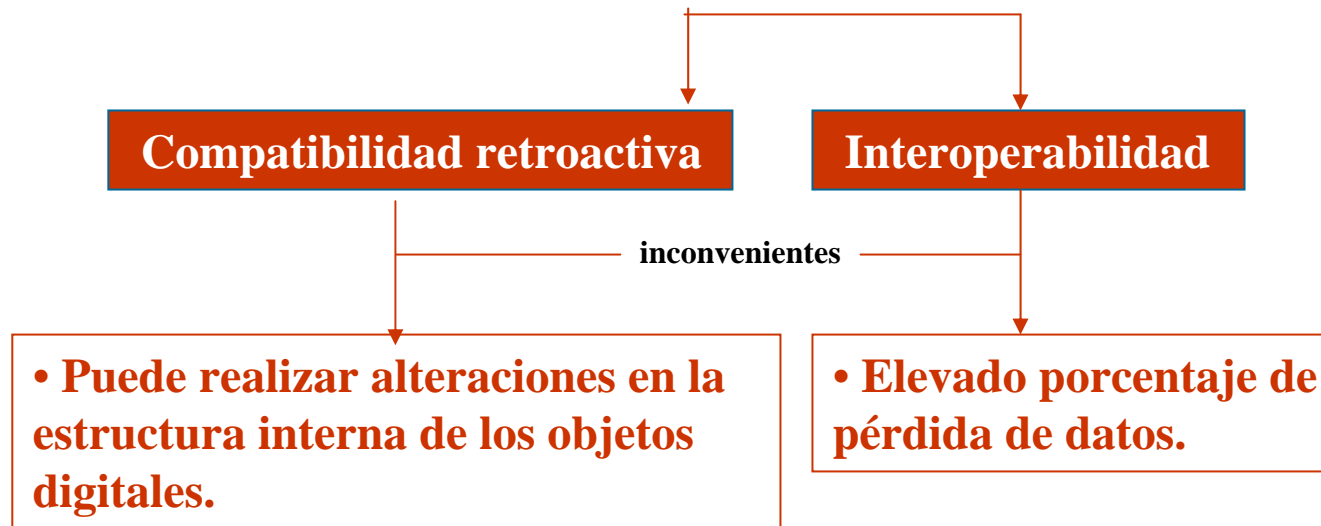 Compatibilidad retroactiva
Interoperabilidad
inconvenientes
• Puede realizar alteraciones en la
estructura interna de los objetos
digitales.
• Elevado porcentaje de
pérdida de datos.